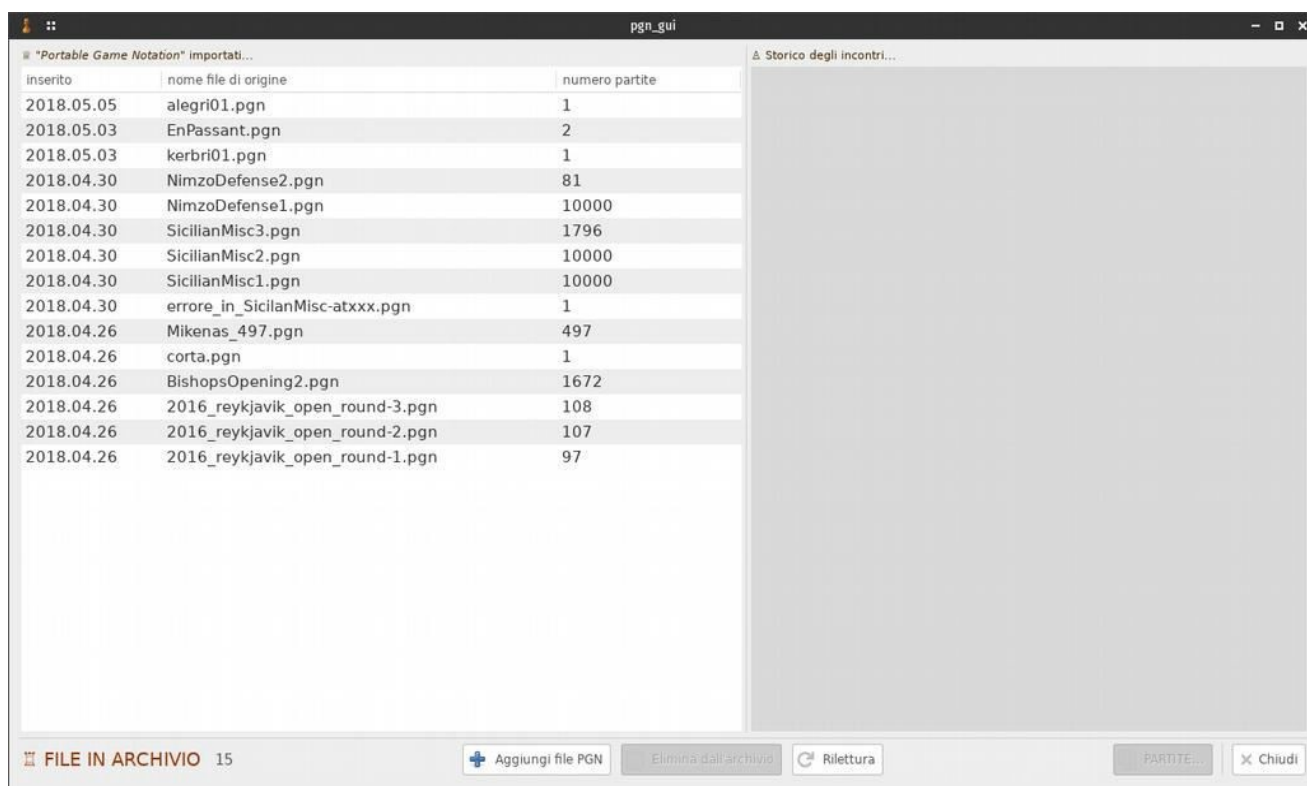 pgn_gui
"Portable Game Notation" importati...
Storico degli incontri...
inserito nome file di origine numero partite
2018.05.05 alegri01.pgn 1
2018.05.03 EnPassant.pgn 2
2018.05.03 kerbri01.pgn 1
2018.04.30 NimzoDefense2.pgn 81
2018.04.30 NimzoDefense1.pgn 10000
2018.04.30 SicilianMisc3.pgn 1796
2018.04.30 SicilianMisc2.pgn 10000
2018.04.30 SicilianMisc1.pgn 10000
2018.04.30 errore_in_SicilanMisc-atxxx.pgn 1
2018.04.26 Mikenas_497.pgn 497
2018.04.26 corta.pgn 1
2018.04.26 BishopsOpening2.pgn 1672
2018.04.26 2016_reykjavik_open_round-3.pgn 108
2018.04.26 2016_reykjavik_open_round-2.pgn 107
2018.04.26 2016_reykjavik_open_round-1.pgn 97
FILE IN ARCHIVIO 15 Aggiungi file PGN Elimina dall'archivio Rilettura PARTITE... Chiudi